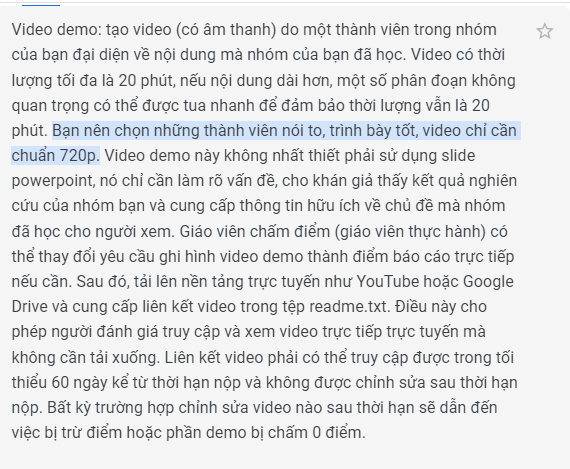 Video demo: tạo video (có âm thanh) do một thành viên trong nhóm
của bạn đại diện về nội dung mà nhóm của bạn đã học. Video có thời
lượng tối đa là 20 phút, nếu nội dung dài hơn, một số phân đoạn không
quan trọng có thể được tua nhanh để đảm bảo thời lượng vẫn là 20
phút. Bạn nên chọn những thành viên nói to, trình bày tốt, video chỉ cần
chuẩn 720p. Video demo này không nhất thiết phải sử dụng slide
powerpoint, nó chỉ cần làm rõ vấn đề, cho khán giả thấy kết quả nghiên
cứu của nhóm bạn và cung cấp thông tin hữu ích về chủ đề mà nhóm
đã học cho người xem. Giáo viên chấm điểm (giáo viên thực hành) có
thể thay đổi yêu cầu ghi hình video demo thành điểm báo cáo trực tiếp
nếu cần. Sau đó, tải lên nền tảng trực tuyến như YouTube hoặc Google
Drive và cung cấp liên kết video trong tệp readme.txt. Điều này cho
phép người đánh giá truy cập và xem video trực tiếp trực tuyến mà
không cần tải xuống. Liên kết video phải có thể truy cập được trong tối
thiểu 60 ngày kể từ thời hạn nộp và không được chỉnh sửa sau thời hạn
nộp. Bất kỳ trường hợp chỉnh sửa video nào sau thời hạn sẽ dẫn đến
việc bị trừ điểm hoặc phần demo bị chấm 0 điểm.